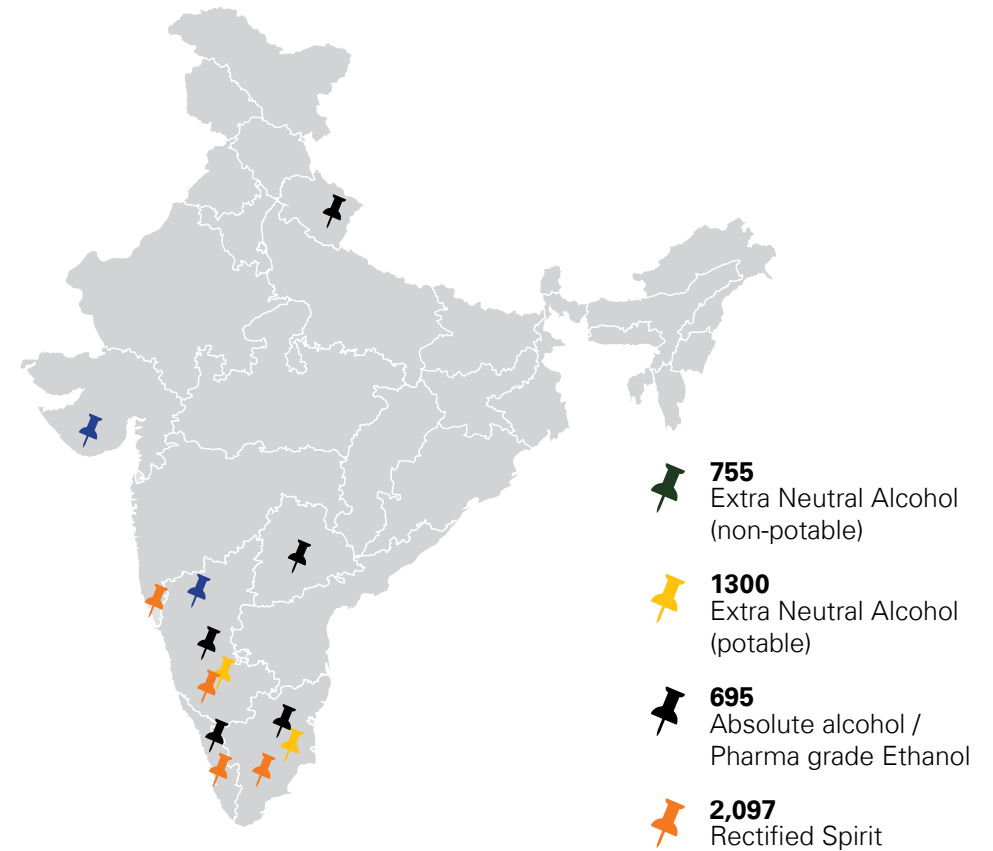 755
Extra Neutral Alcohol
(non-potable)
1300
Extra Neutral Alcohol
(potable)
695
Absolute alcohol /
Pharma grade Ethanol
2,097
Rectified Spirit